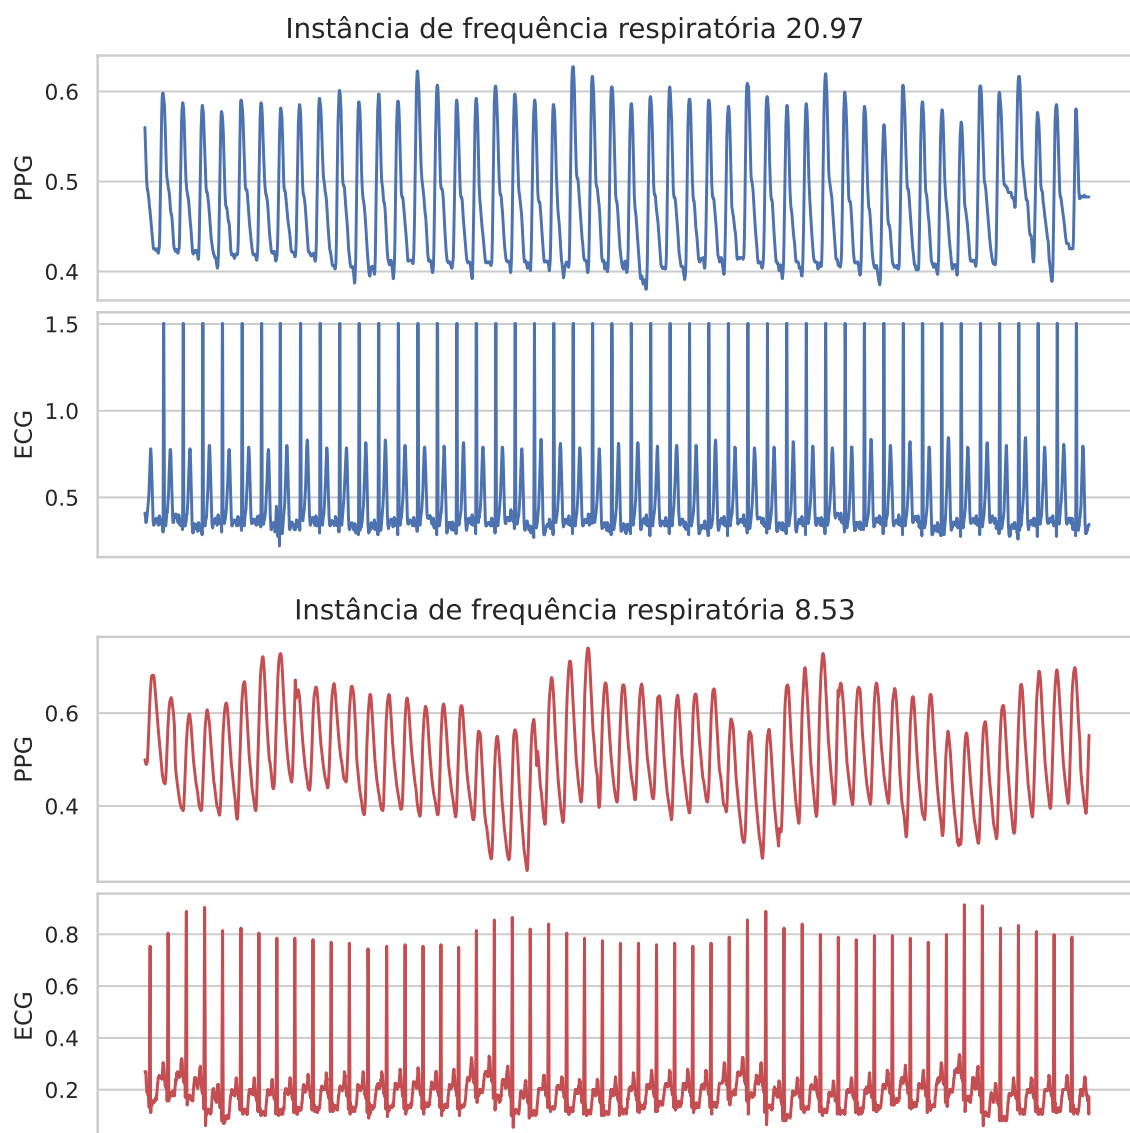 Instância de frequência respiratória 20.97
0.6
0.5
0.4
PPG
1.5
1.0
0.5
ECG
Instância de frequência respiratória 8.53
0.6
0.4
PPG
0.8
0.6
0.4
0.2
ECG